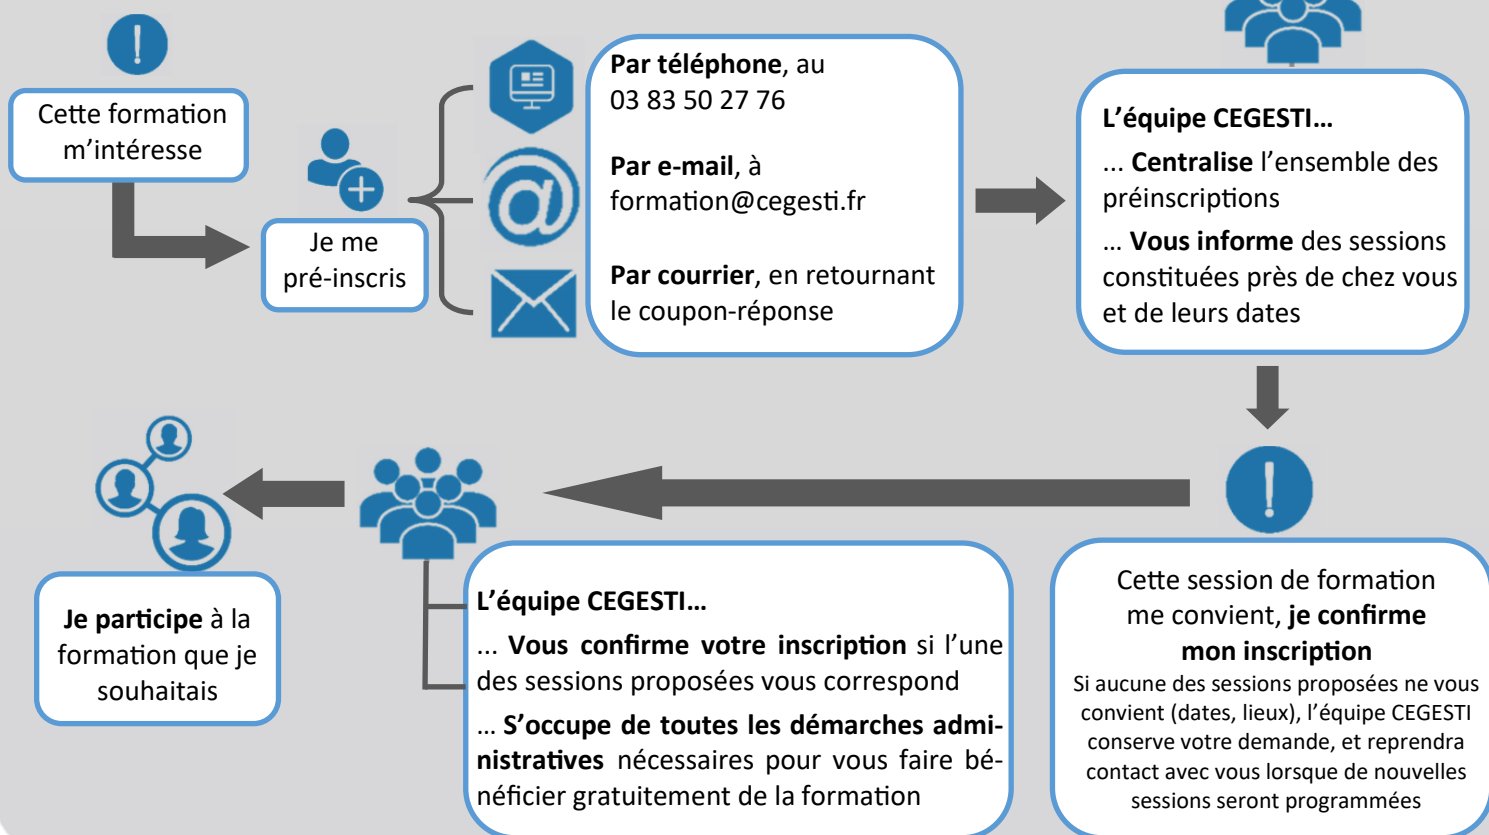 Cette formation
m’intéresse
Je me
pré-inscris
Par téléphone, au
03 83 50 27 76
Par e-mail, à
formation@cegesti.fr
Par courrier, en retournant
le coupon-réponse
L’équipe CEGESTI…
... Centralise l’ensemble des
préinscriptions
... Vous informe des sessions
constituées près de chez vous
et de leurs dates
Cette session de formation
me convient, je confirme
mon inscription
Si aucune des sessions proposées ne vous
convient (dates, lieux), l’équipe CEGESTI
conserve votre demande, et reprendra
contact avec vous lorsque de nouvelles
sessions seront programmées
L’équipe CEGESTI…
... Vous confirme votre inscription si l’une
des sessions proposées vous correspond
... S’occupe de toutes les démarches admi-
nistratives nécessaires pour vous faire bé-
néficier gratuitement de la formation
Je participe à la
formation que je
souhaitais